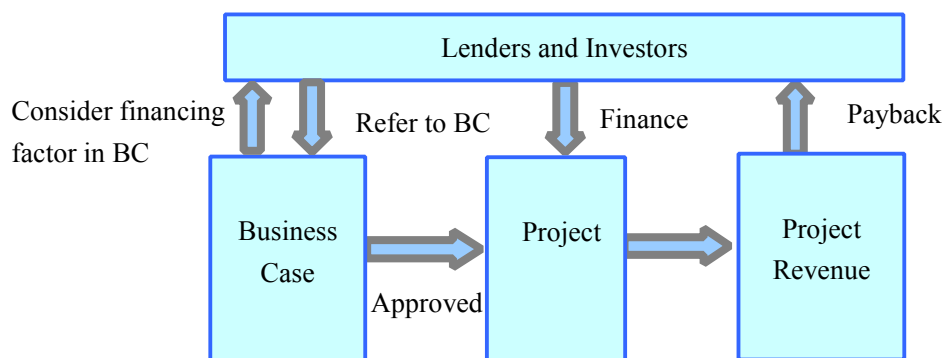 Lenders and Investors
Consider financing
factor in BC
Refer to BC
Finance
Payback
Business
Case
Approved
Project
Project
Revenue